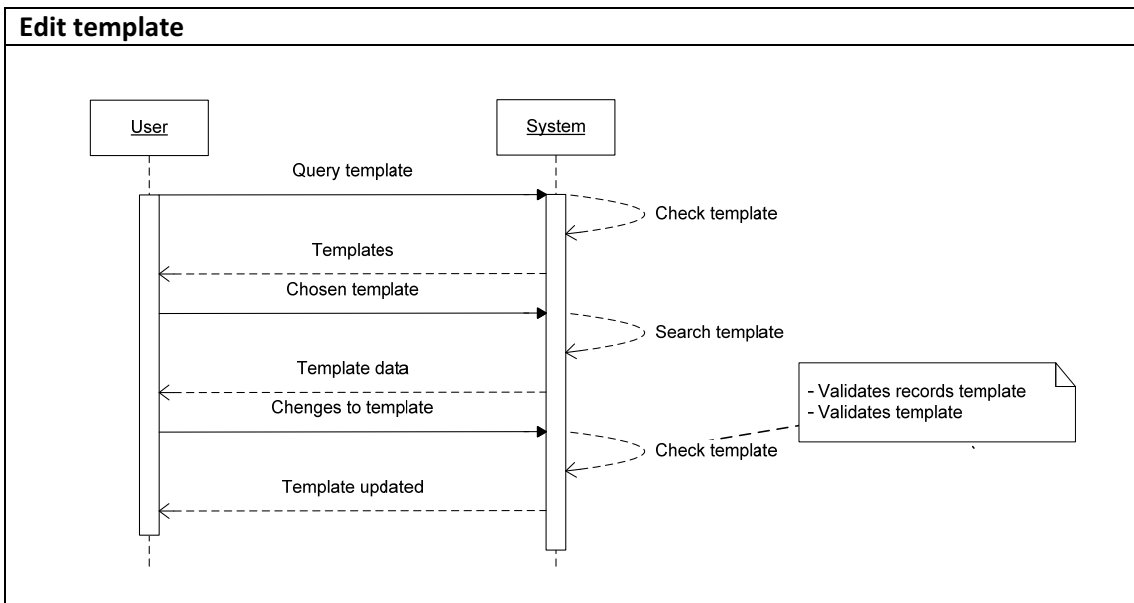 Edit template
User
System
Query template
Check template
Templates
Chosen template
Search template
Template data
- Validates records template
- Validates template
Chenges to template
Check template
Template updated